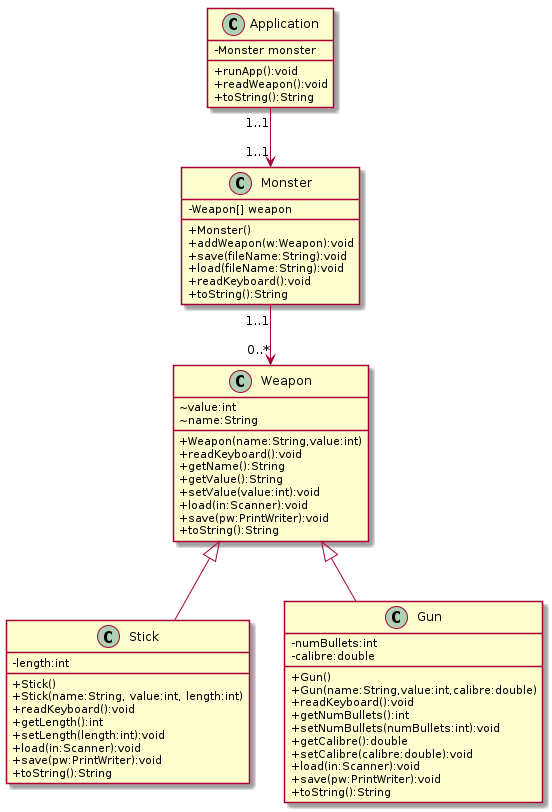 C Application
-Monster monster
+runApp():void
+readWeapon():void
+toString():String
1..1
1..1
C Monster
-Weapon[] weapon
+Monster()
+addWeapon(w:Weapon):void
+save(fileName:String):void
+load(fileName:String):void
+readKeyboard():void
+toString():String
1..1
0..*
C Weapon
~value:int
~name:String
+Weapon(name:String,value:int)
+readKeyboard():void
+getName():String
+getValue():String
+setValue(value:int):void
+load(in:Scanner):void
+save(pw:PrintWriter):void
+toString():String
C Stick
-length:int
+Stick()
+Stick(name:String, value:int, length:int)
+readKeyboard():void
+getLength():int
+setLength(length:int):void
+load(in:Scanner):void
+save(pw:PrintWriter):void
+toString():String
C Gun
-numBullets:int
-calibre:double
+Gun()
+Gun(name:String,value:int,calibre:double)
+readKeyboard():void
+getNumBullets():int
+setNumBullets(numBullets:int):void
+getCalibre():double
+setCalibre(calibre:double):void
+load(in:Scanner):void
+save(pw:PrintWriter):void
+toString():String